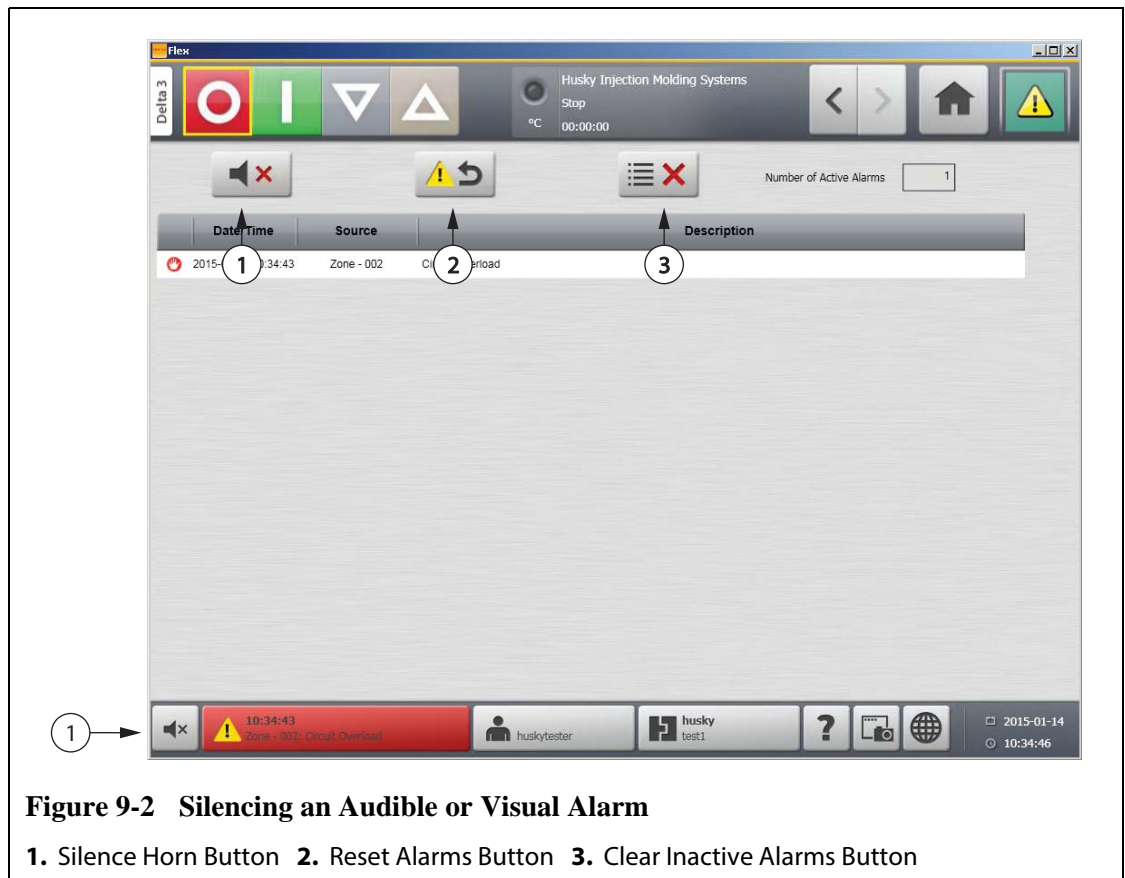 Flex
Delta 3
Husky Injection Molding Systems
Stop
°C 00:00:00
Number of Active Alarms 1
Date Time Source Description
2015- :34:43 Zone - 002
1 2 3
10:34:43
Zone - 002: Circuit Overload
huskytester
husky
test1
?
2015-01-14
10:34:46
1
Figure 9-2 Silencing an Audible or Visual Alarm
1. Silence Horn Button 2. Reset Alarms Button 3. Clear Inactive Alarms Button